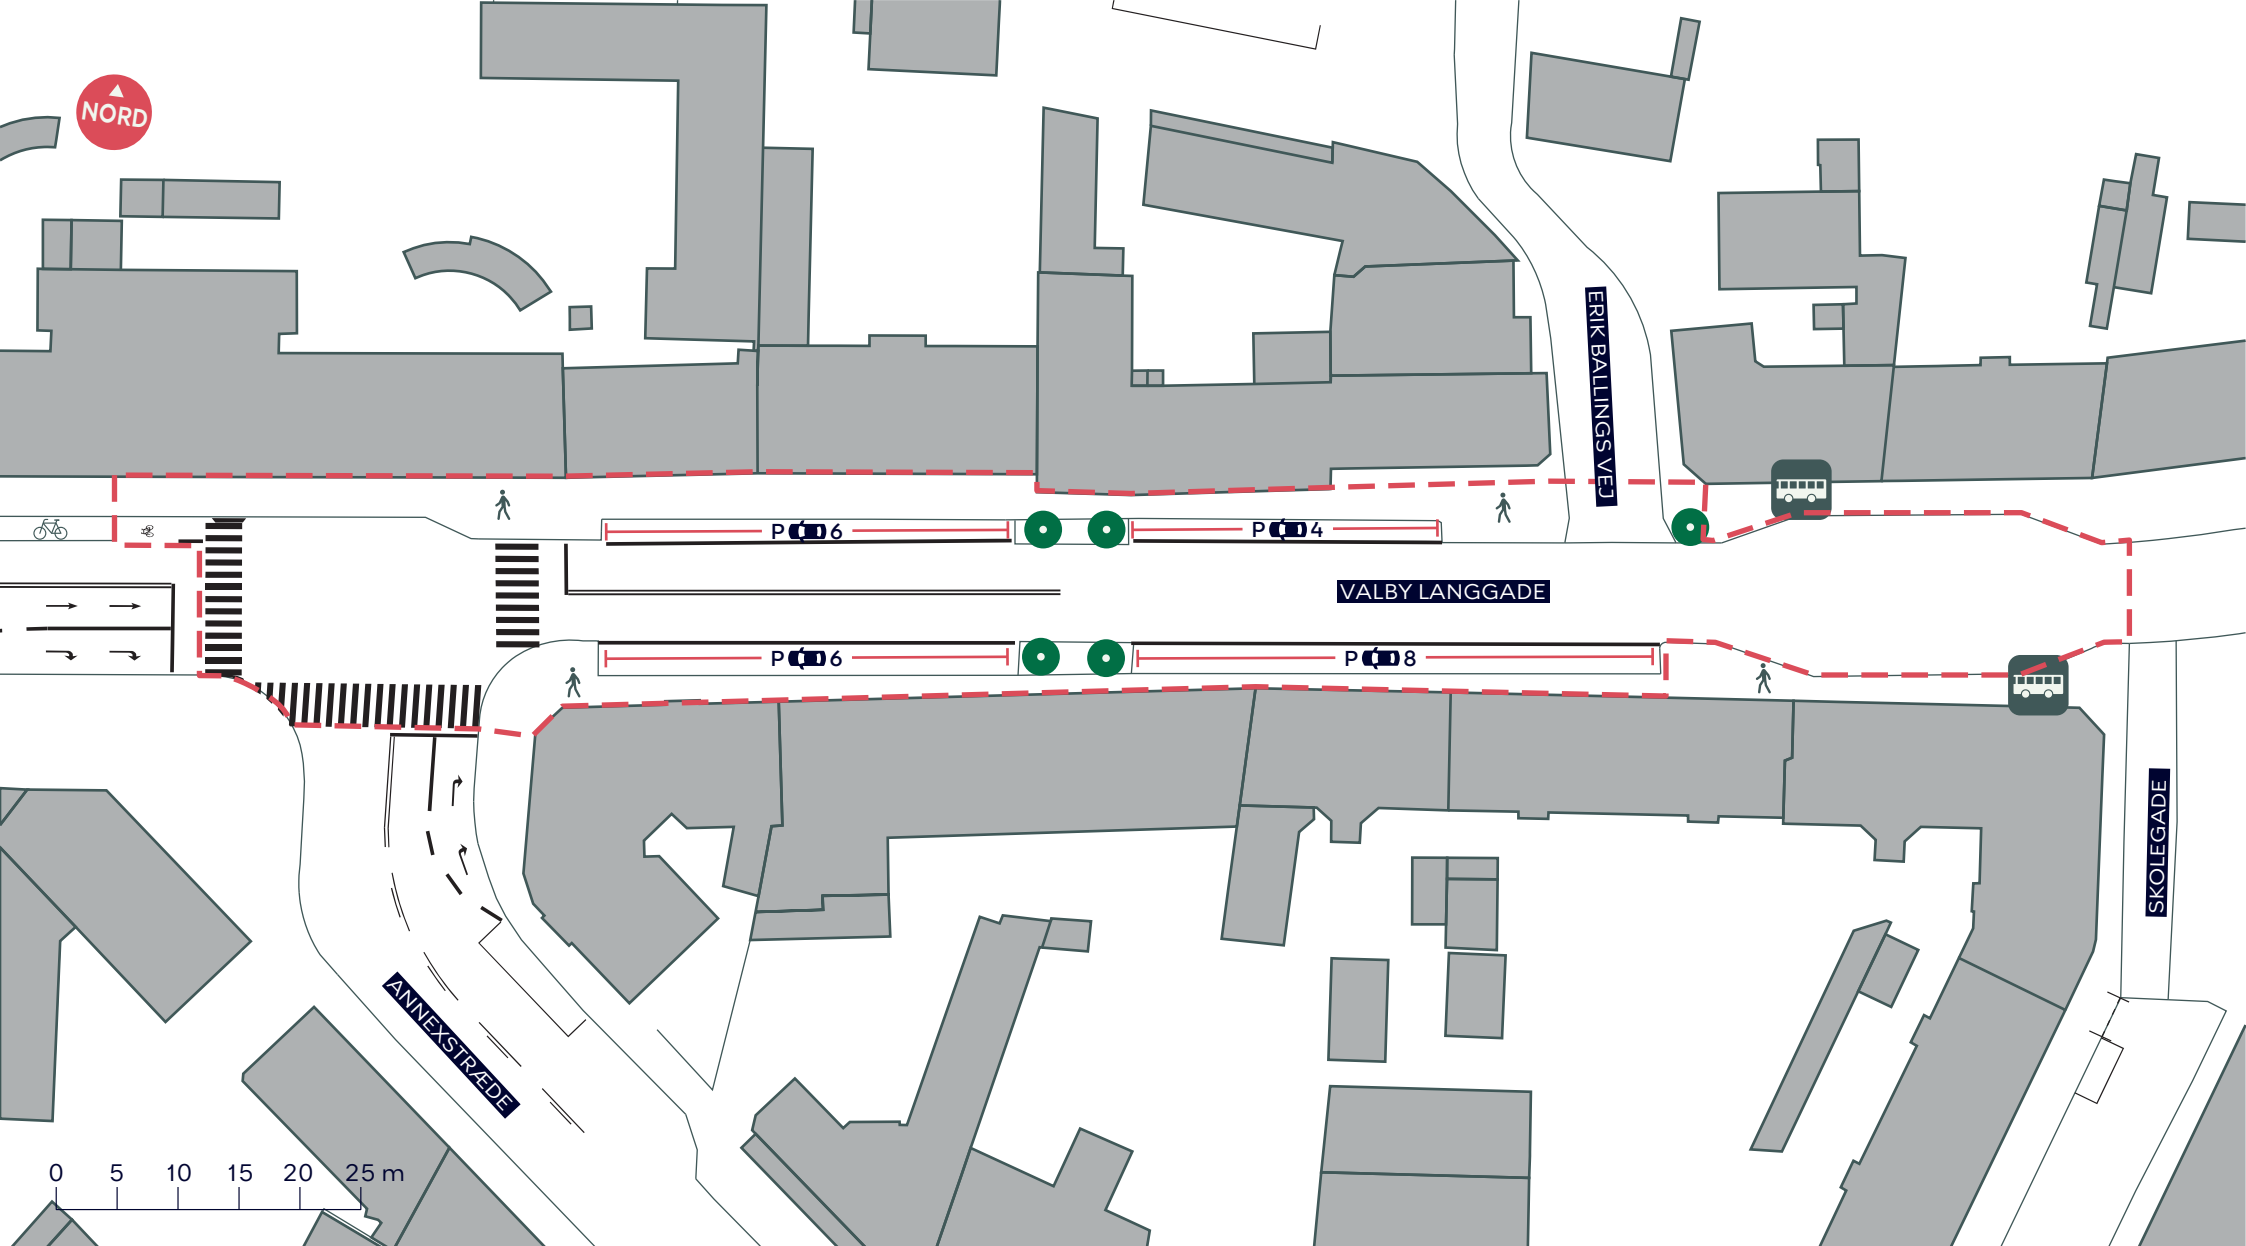 NORD
ERIK BALLINGS VEJ
P 6
P 4
VALBY LANGGADE
P 6
P 8
SKOLEGADE
ANNEXSTRÆDE
0 5 10 15 20 25 m